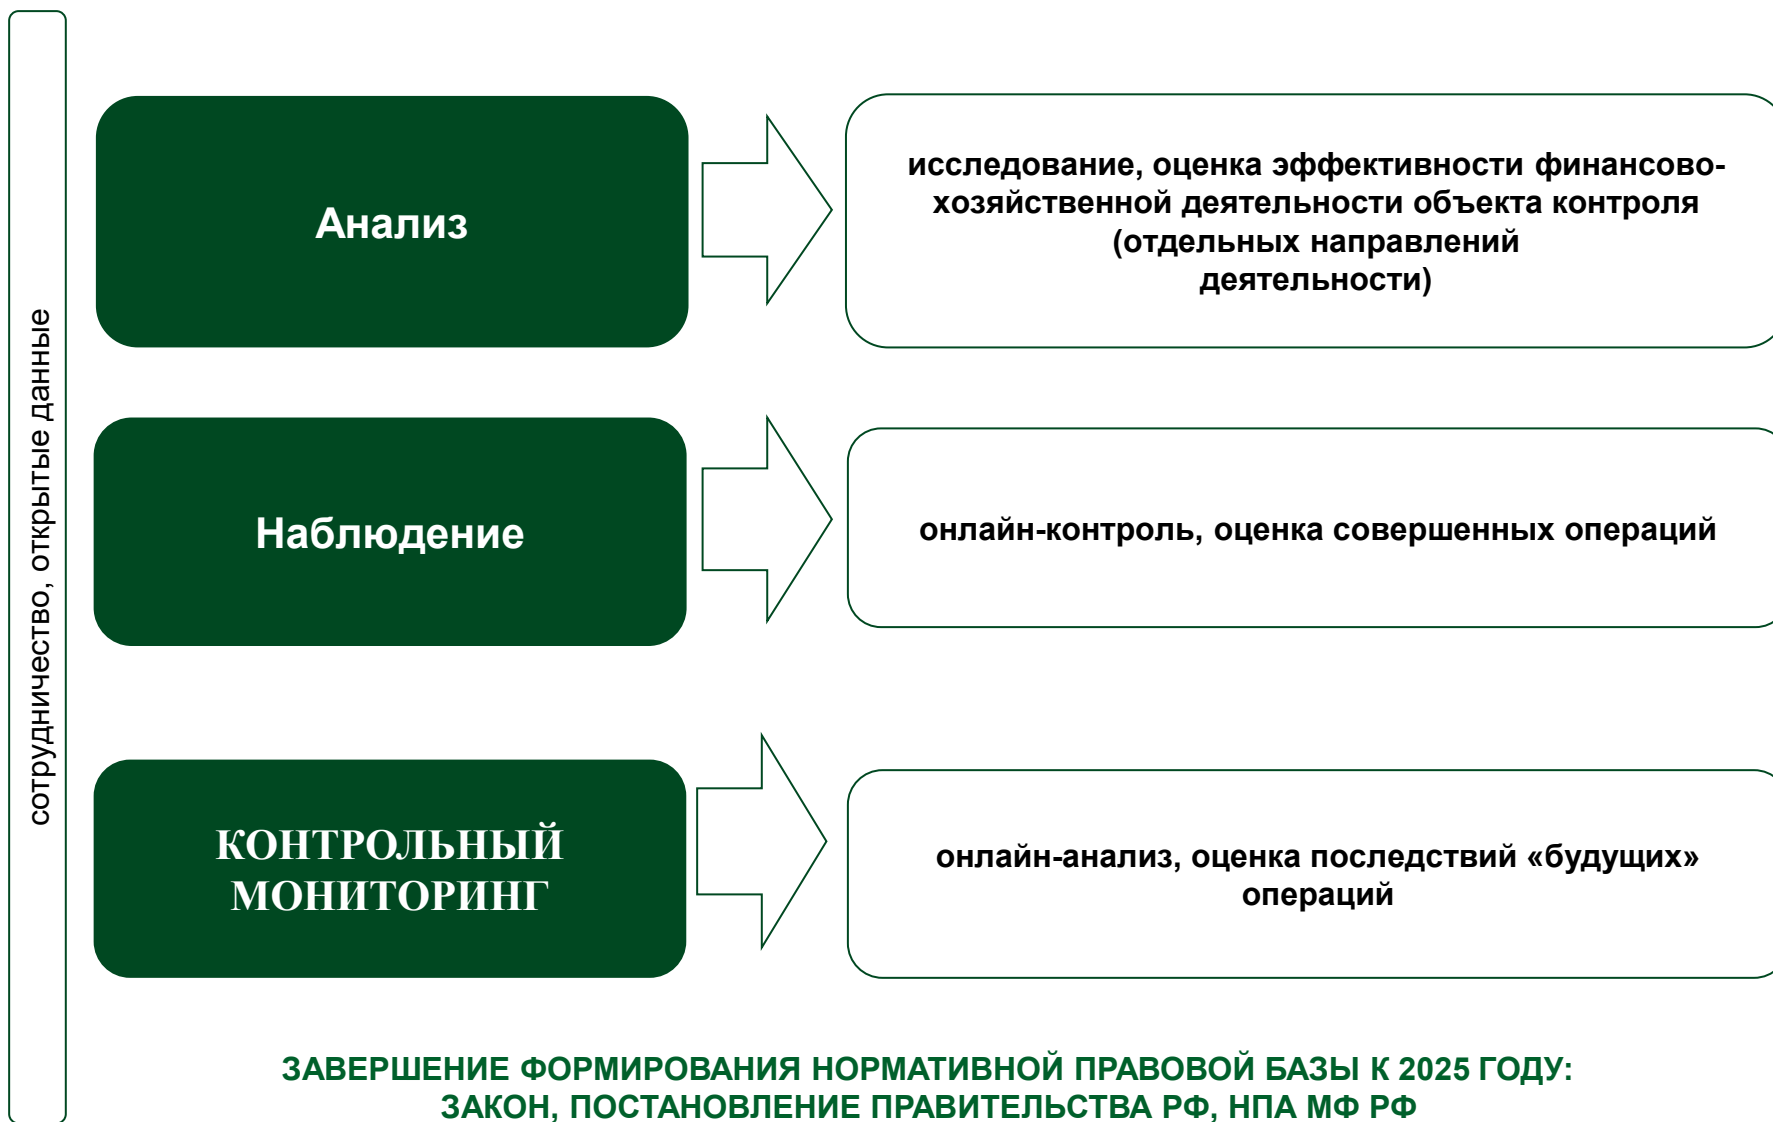 сотрудничество, открытые данные
Анализ
исследование, оценка эффективности финансово-
хозяйственной деятельности объекта контроля
(отдельных направлений
деятельности)
Наблюдение
онлайн-контроль, оценка совершенных операций
КОНТРОЛЬНЫЙ
МОНИТОРИНГ
онлайн-анализ, оценка последствий «будущих»
операций
ЗАВЕРШЕНИЕ ФОРМИРОВАНИЯ НОРМАТИВНОЙ ПРАВОВОЙ БАЗЫ К 2025 ГОДУ:
ЗАКОН, ПОСТАНОВЛЕНИЕ ПРАВИТЕЛЬСТВА РФ, НПА МФ РФ